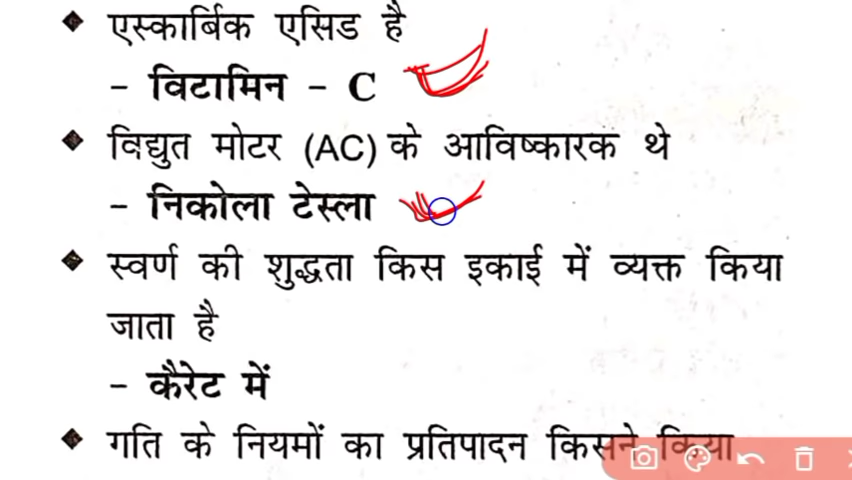 ❖ एस्कार्बिक एसिड है
– विटामिन – C
❖ विद्युत मोटर (AC) के आविष्कारक थे
– निकोला टेस्ला
❖ स्वर्ण की शुद्धता किस इकाई में व्यक्त किया
जाता है
– कैरेट में
❖ गति के नियमों का प्रतिपादन किसने किया